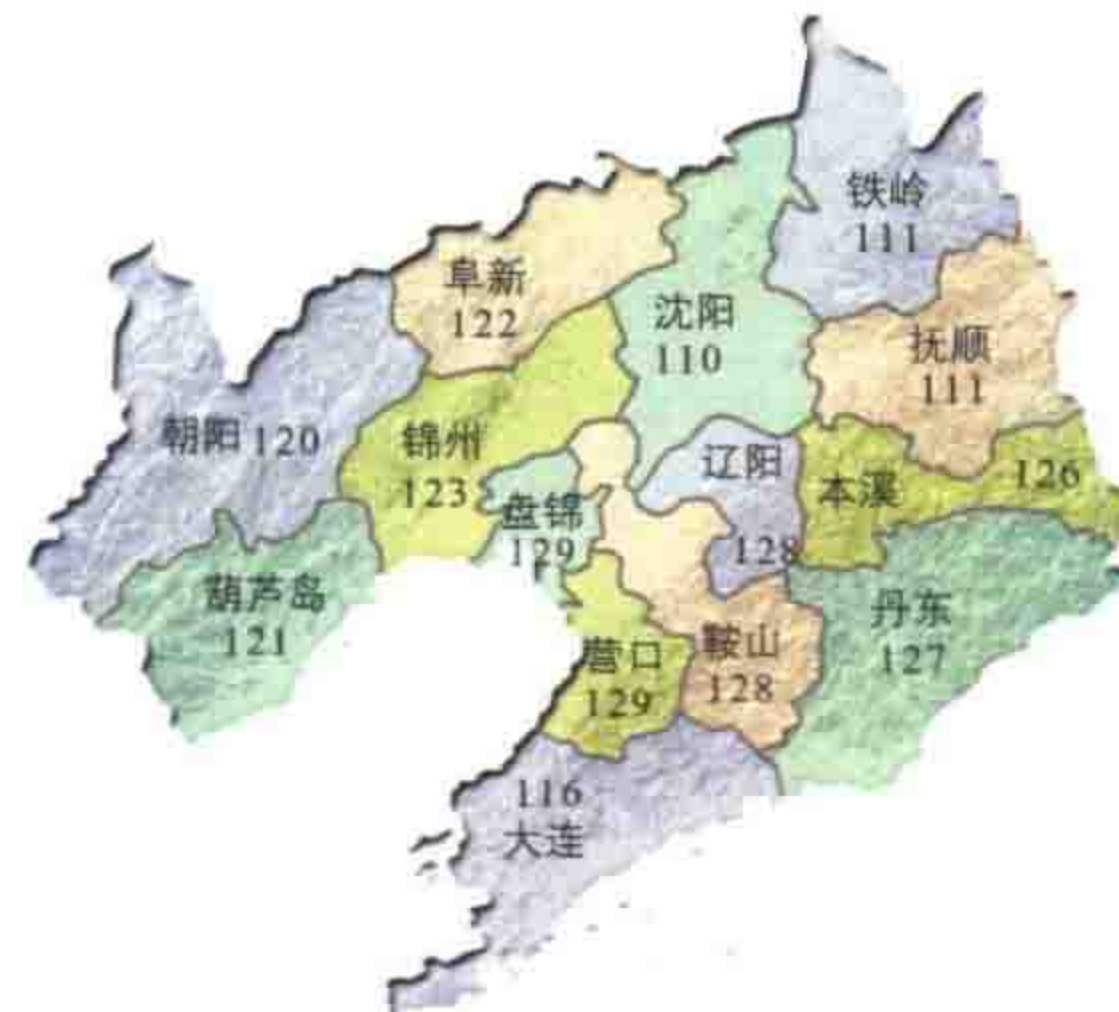 铁岭
111
阜新
122
沈阳
110
抚顺
111
朝阳 120
锦州
123
辽阳
128
本溪
126
盘锦
129
葫芦岛
121
丹东
127
营口
129
鞍山
128
116
大连